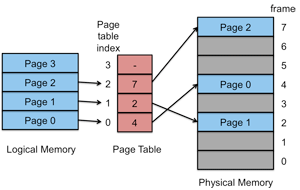 Page
table
index
frame
Page 3
Page 2
Page 1
Page 0
3
2
1
0
-
7
2
4
Page 2
Page 0
Page 1
7
6
5
4
3
2
1
0
Logical Memory
Page Table
Physical Memory